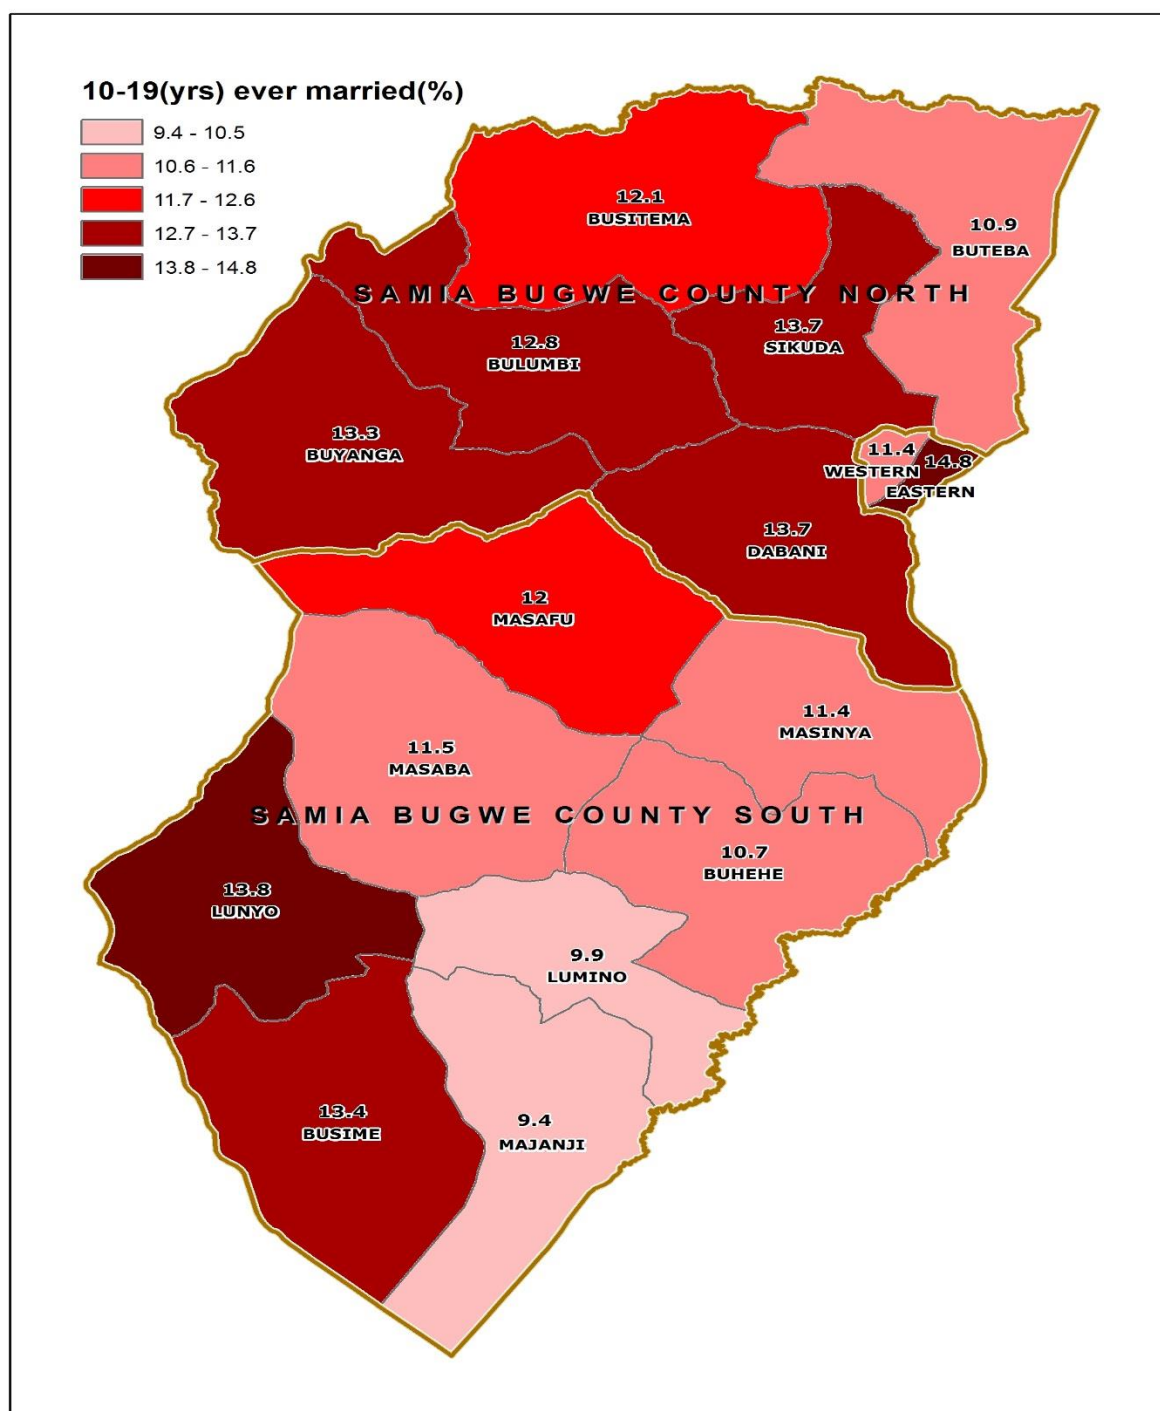 10-19(yrs) ever married(%)
9.4 - 10.5
10.6 - 11.6
11.7 - 12.6
12.7 - 13.7
13.8 - 14.8
12.1
BUSITEMA
10.9
BUTEBA
SAMIA BUGWE COUNTY NORTH
13.7
SIKUDA
12.8
BULUMBI
13.3
BUYANGA
11.4
WESTERN
14.8
EASTERN
13.7
DABANI
12
MASAFU
11.4
MASINYA
11.5
MASABA
SAMIA BUGWE COUNTY SOUTH
10.7
BUHEHE
13.8
LUNYO
9.9
LUMINO
13.4
BUSIME
9.4
MAJANJI